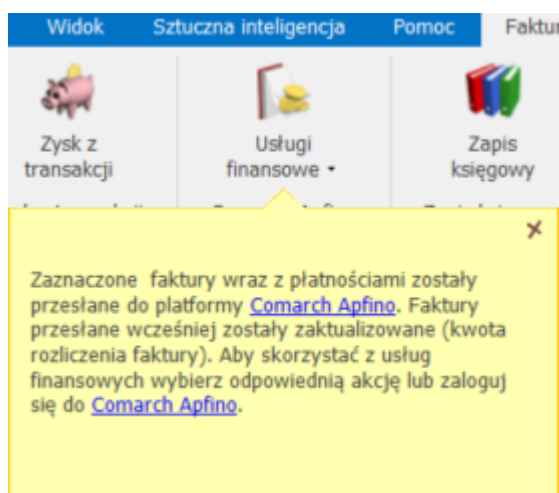 Widok Sztuczna inteligencja Pomoc Faktur
Zysk z transakcji
Usługi finansowe
Zapis księgowy
Zaznaczone faktury wraz z płatnościami zostały
przesłane do platformy Comarch Apfino. Faktury
przesłane wcześniej zostały zaktualizowane (kwota
rozliczenia faktury). Aby skorzystać z usług
finansowych wybierz odpowiednią akcję lub zaloguj
się do Comarch Apfino.